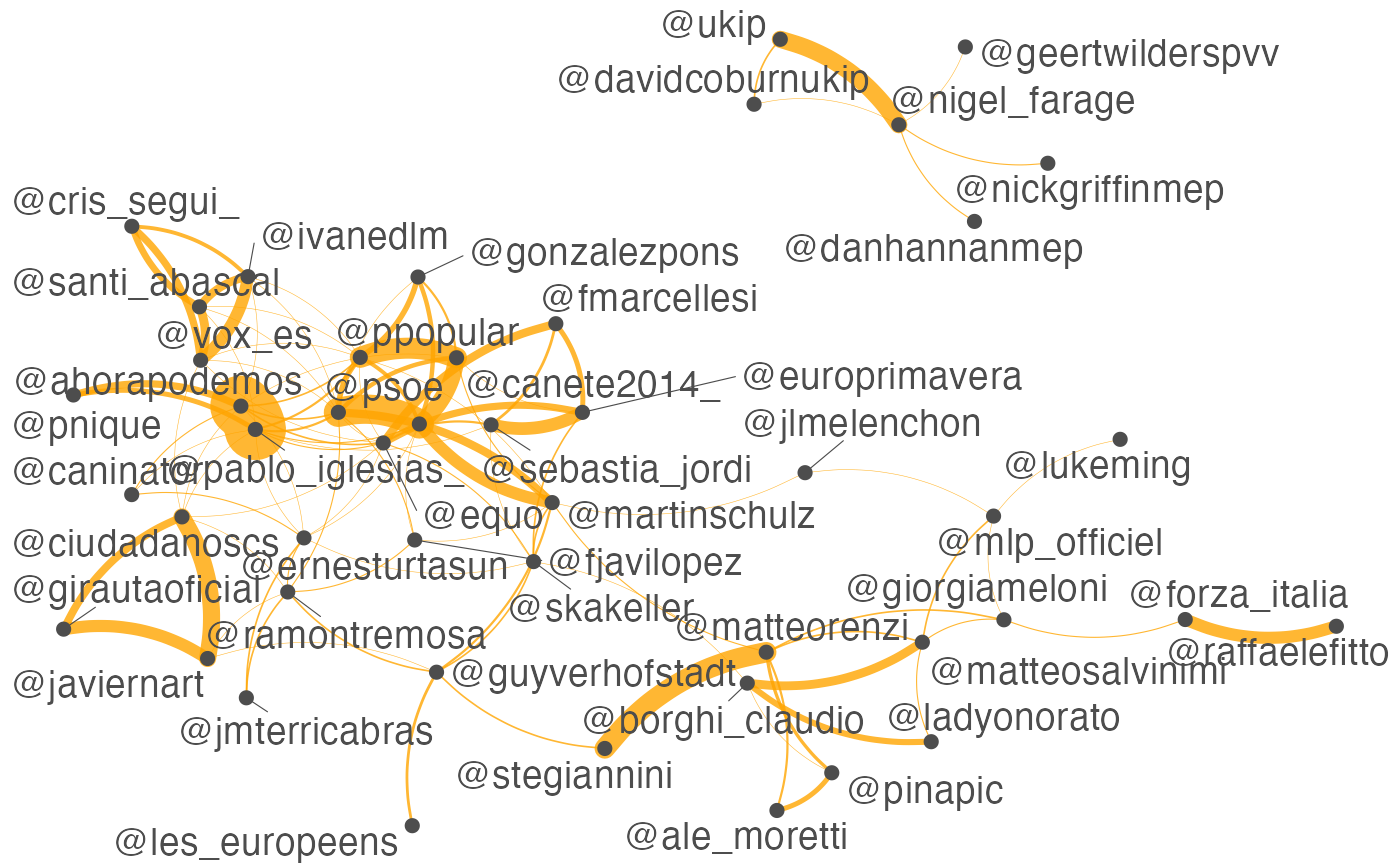 @ukip
@geertwilderspvv
@davidcoburnukip
@nigel_farage
@nickgriffinmep
@danhannanmep
@cris_segui_
@ivanedlm
@gonzalezpons
@santi_abascal
@fmarcellesi
@vox_es
@ppopular
@ahorapodemos
@psoe
@canete2014_
@europrimavera
@pnique
@jlmelenchon
@caninator
@pablo_iglesias_
@sebastia_jordi
@lukeming
@equo
@martinschulz
@ciudadanoscs
@ernesturtasun
@fjavilopez
@mlp_officiel
@girautaoficial
@giorgiameloni
@forza_italia
@skakeller
@ramontremosa
@matteorenzi
@raffaelefitto
@javiernart
@guyverhofstadt
@matteosalvinimi
@jmterricabras
@borghi_claudio
@ladyonorato
@stegiannini
@pinapic
@les_europeens
@ale_moretti